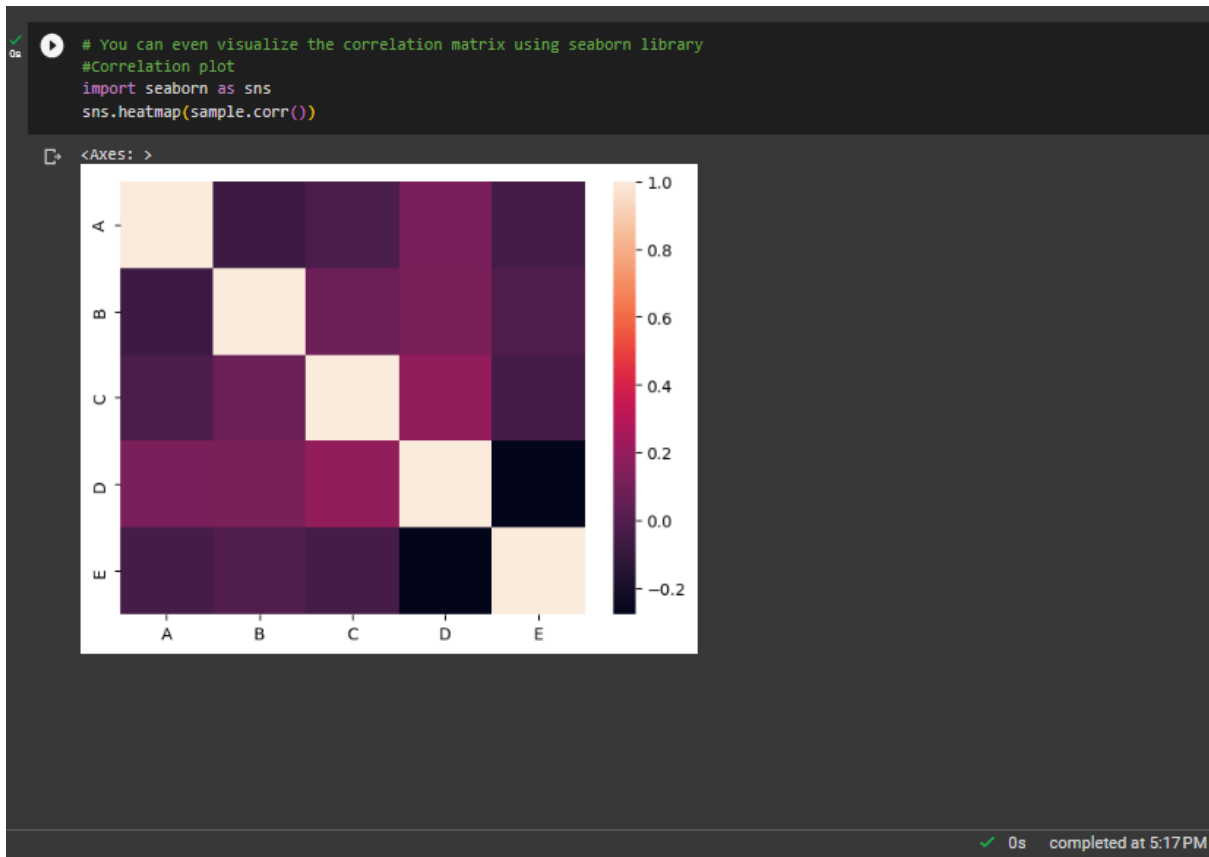 # You can even visualize the correlation matrix using seaborn library
0s
#Correlation plot
import seaborn as sns
sns.heatmap(sample.corr())
<Axes: >
A
B
C
D
E
A B C D E
1.0
0.8
0.6
0.4
0.2
0.0
−0.2
0s completed at 5:17 PM